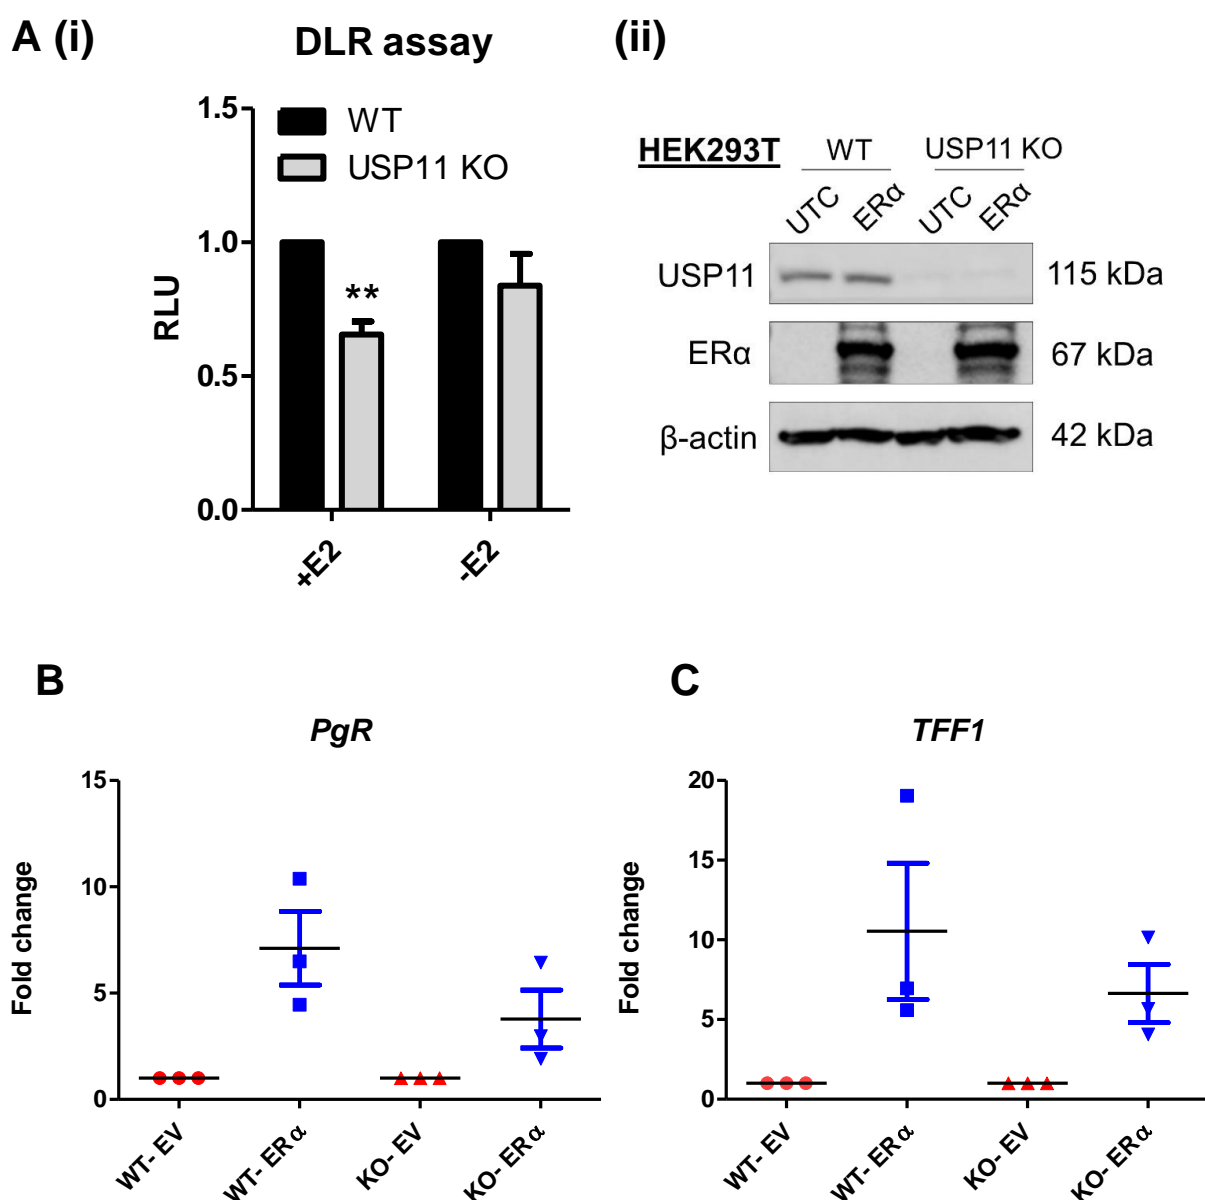 A (i)
DLR assay
1.5
1.0
0.5
0.0
RLU
WT
USP11 KO
**
+E2
-E2
(ii)
HEK293T
WT
USP11 KO
UTC
ERα
UTC
ERα
USP11
115 kDa
ERα
67 kDa
β-actin
42 kDa
B
PgR
15
10
5
0
Fold change
WT- EV
WT- ERα
KO- EV
KO- ERα
C
TFF1
20
15
10
5
0
Fold change
WT- EV
WT- ERα
KO- EV
KO- ERα